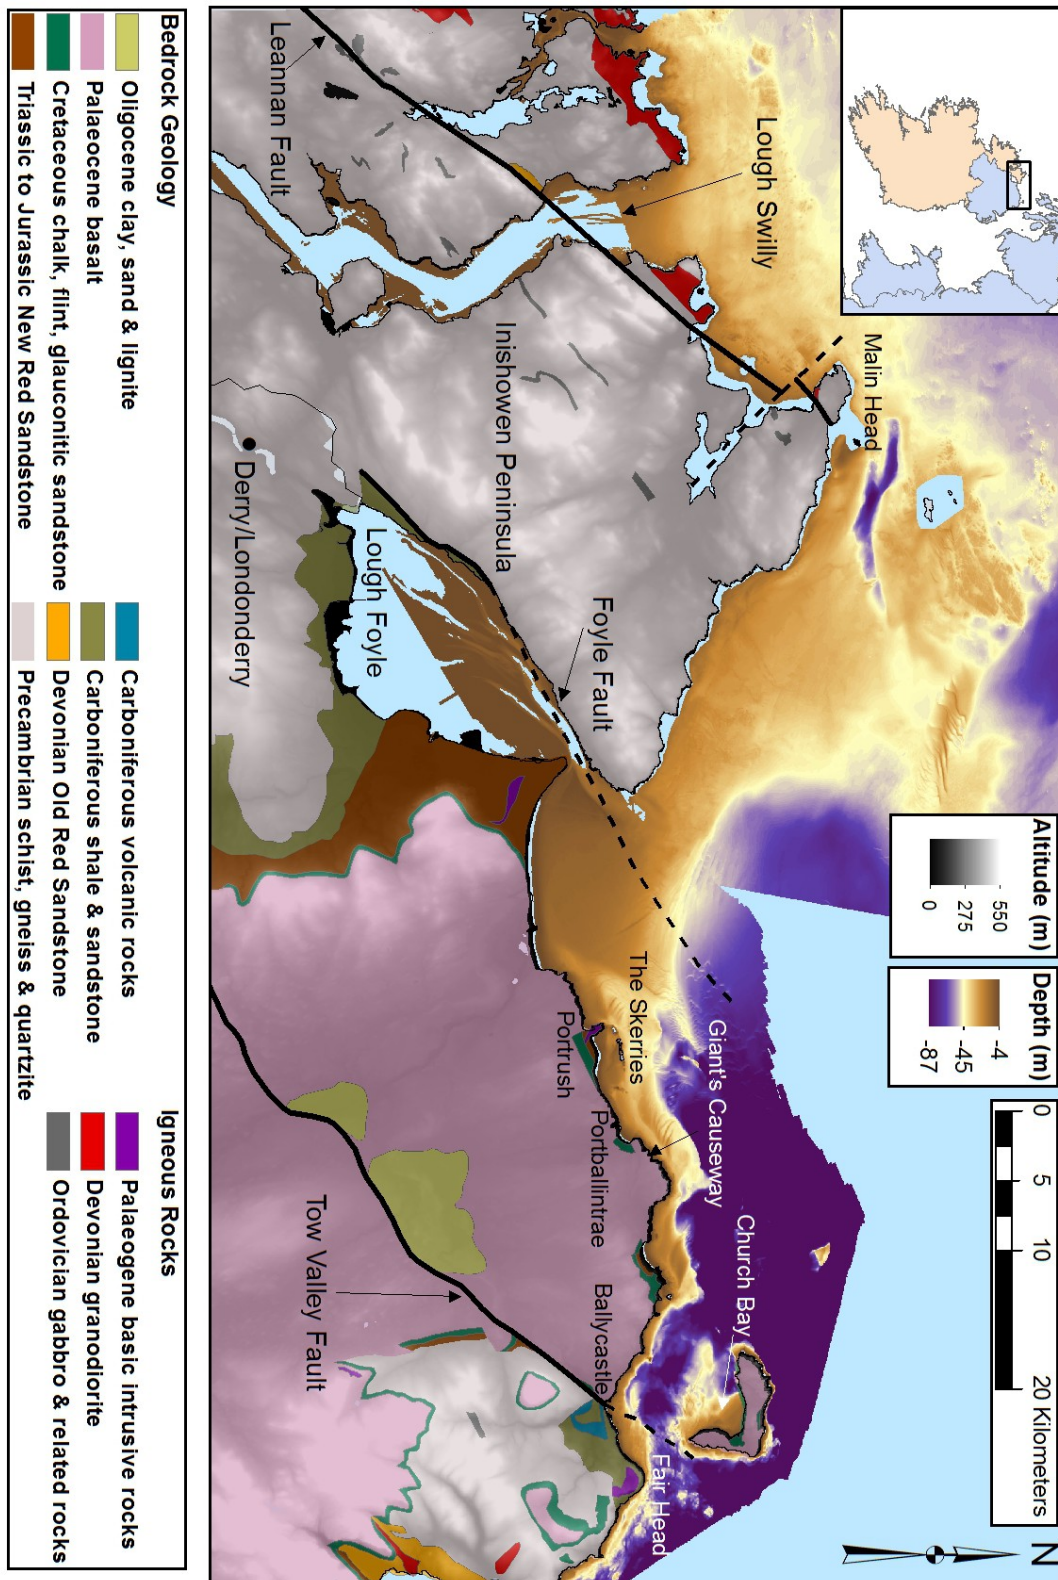 Malin Head
Lough Swilly
Leannan Fault
Inishowen Peninsula
Foyle Fault
Lough Foyle
Derry/Londonderry
The Skerries
Portrush
Giant's Causeway
Portballintrae
Church Bay
Ballycastle
Fair Head
Tow Valley Fault
Altitude (m)
550
275
0
Depth (m)
-4
-45
-87
0
5
10
20 Kilometers
N
Bedrock Geology
Oligocene clay, sand & lignite
Palaeocene basalt
Cretaceous chalk, flint, glauconitic sandstone
Triassic to Jurassic New Red Sandstone
Carboniferous volcanic rocks
Carboniferous shale & sandstone
Devonian Old Red Sandstone
Precambrian schist, gneiss & quartzite
Igneous Rocks
Palaeogene basic intrusive rocks
Devonian granodiorite
Ordovician gabbro & related rocks